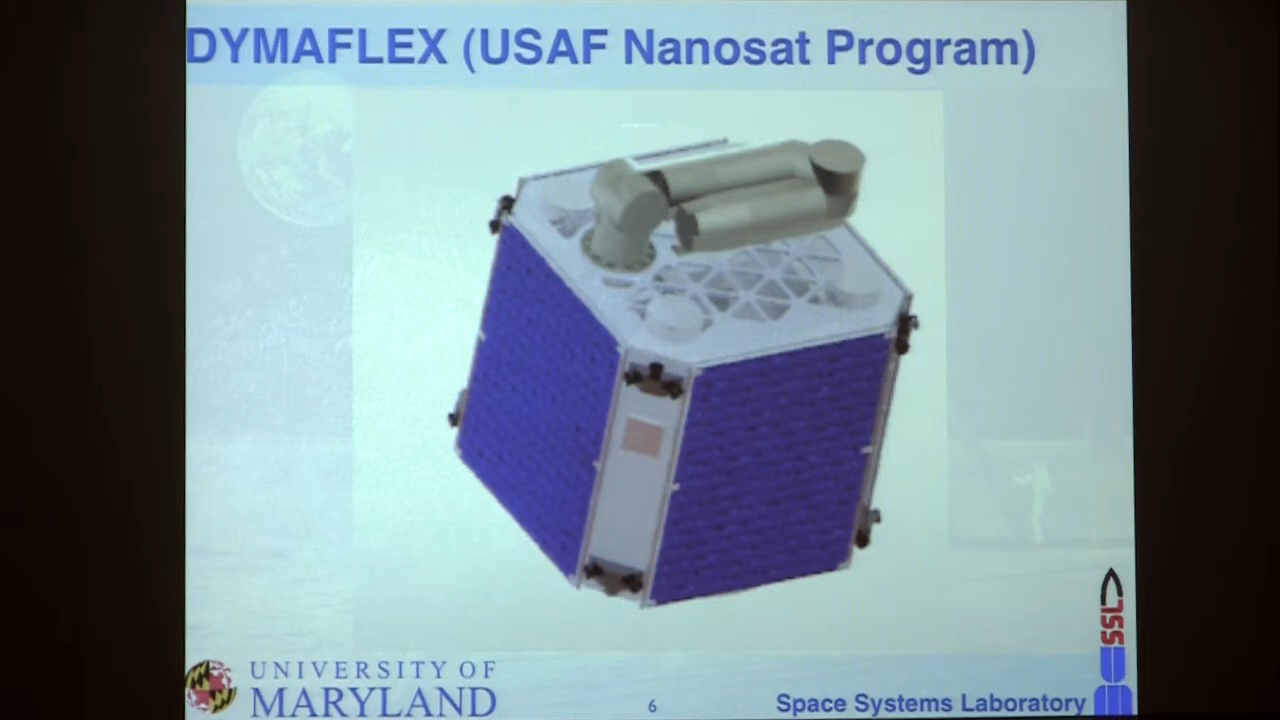 DYMAFLEX (USAF Nanosat Program)
UNIVERSITY OF
MARYLAND
6
Space Systems Laboratory
SSL